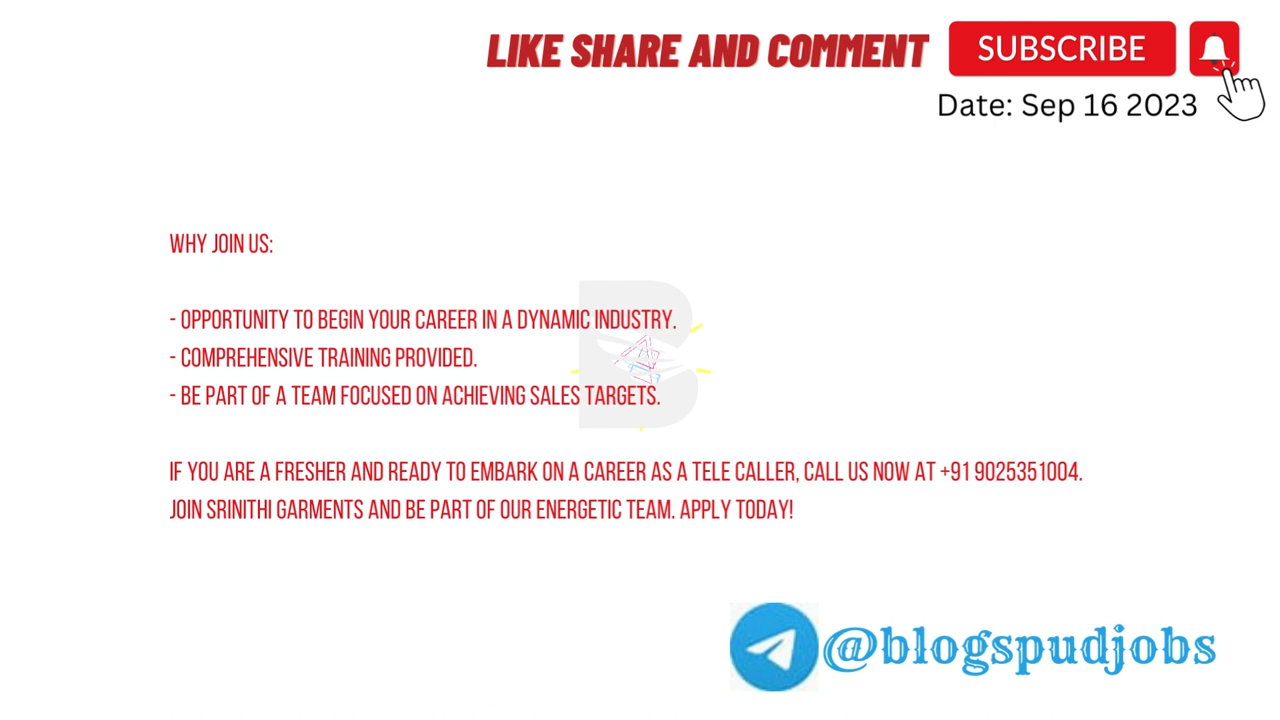 LIKE SHARE AND COMMENT
SUBSCRIBE
Date: Sep 16 2023
WHY JOIN US:
- OPPORTUNITY TO BEGIN YOUR CAREER IN A DYNAMIC INDUSTRY.
- COMPREHENSIVE TRAINING PROVIDED.
- BE PART OF A TEAM FOCUSED ON ACHIEVING SALES TARGETS.
IF YOU ARE A FRESHER AND READY TO EMBARK ON A CAREER AS A TELE CALLER, CALL US NOW AT +91 9025351004.
JOIN SRINITHI GARMENTS AND BE PART OF OUR ENERGETIC TEAM. APPLY TODAY!
@blogspudjobs